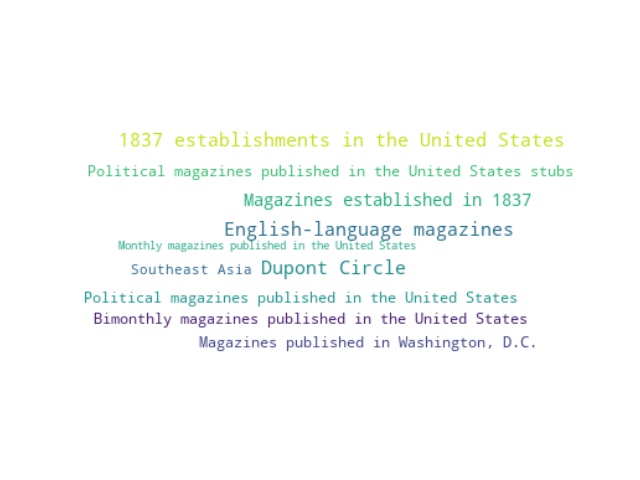 1837 establishments in the United States
Political magazines published in the United States stubs
Magazines established in 1837
English-language magazines
Monthly magazines published in the United States
Southeast Asia Dupont Circle
Political magazines published in the United States
Bimonthly magazines published in the United States
Magazines published in Washington, D.C.